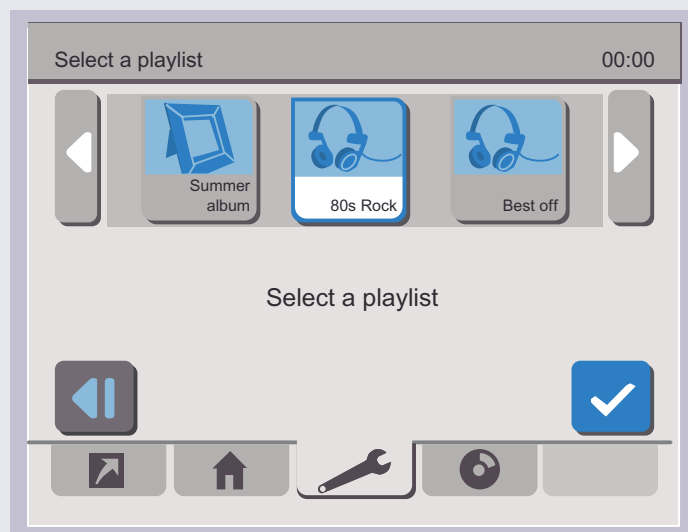 Select a playlist 00:00
Summer
album
80s Rock
Best off
Select a playlist